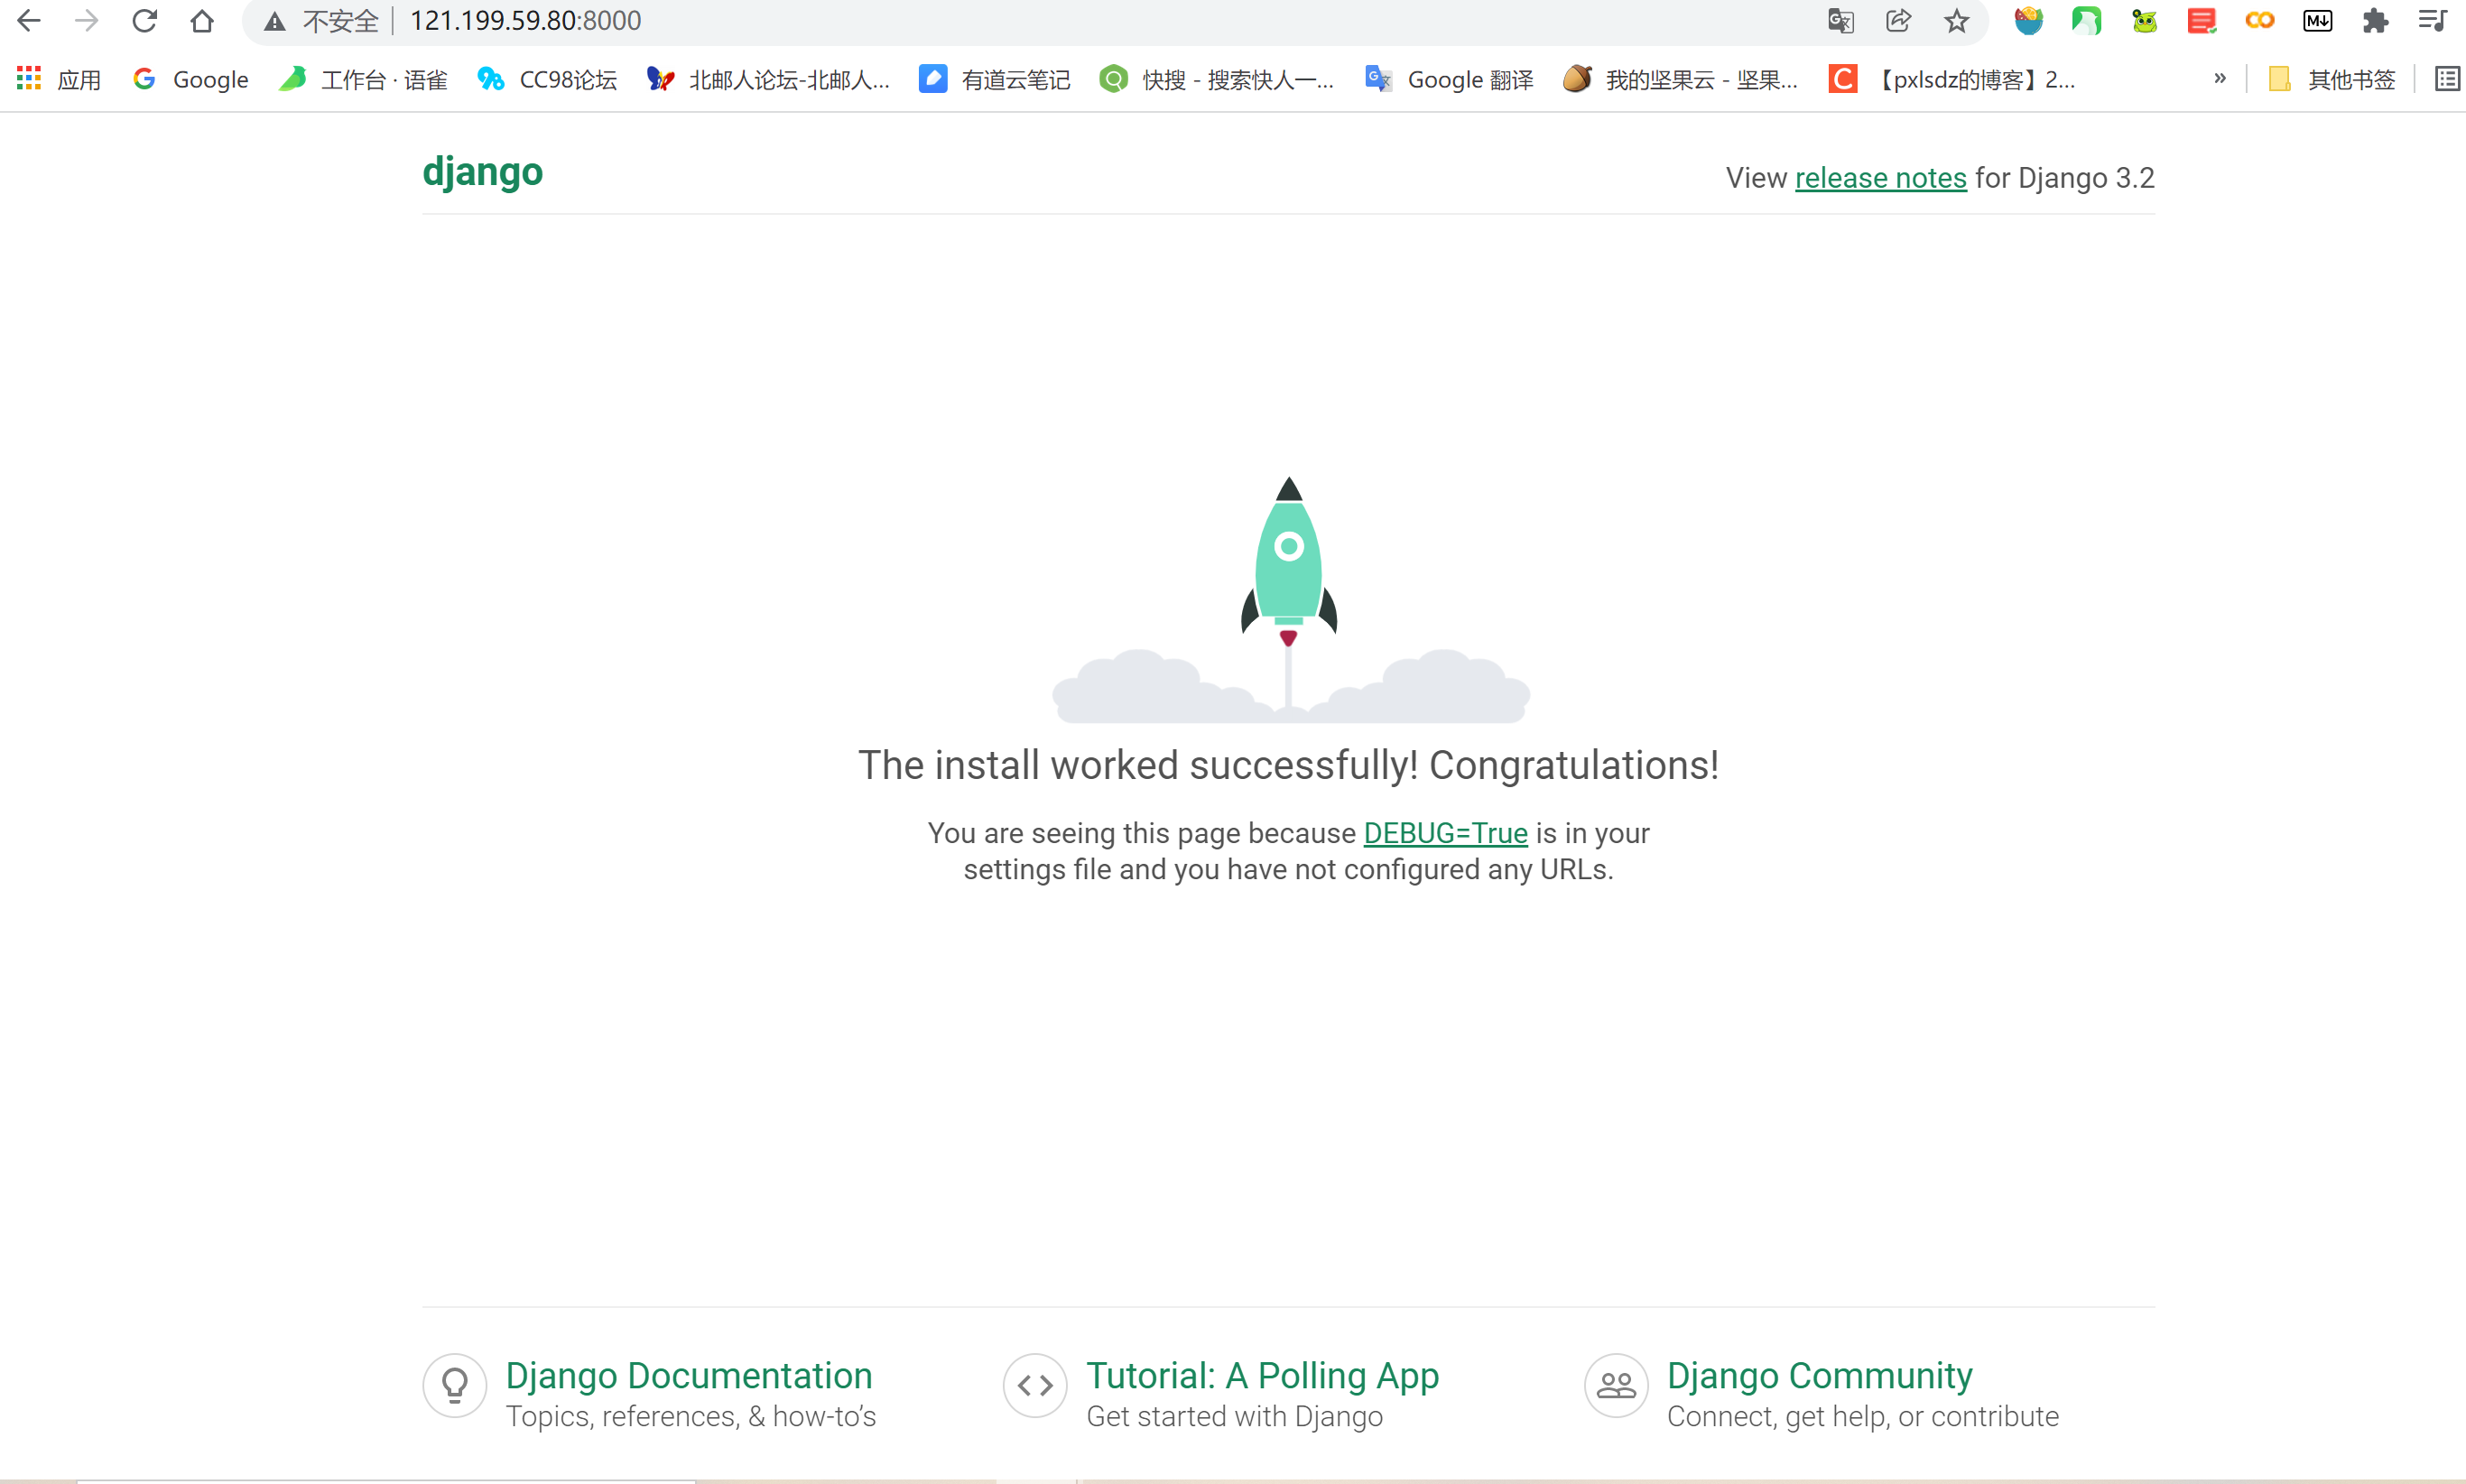 不安全 121.199.59.80:8000
应用 Google 工作台 · 语雀 CC98论坛 北邮人论坛-北邮人... 有道云笔记 快搜 - 搜索快人一... Google 翻译 我的坚果云 - 坚果... 【pxlsdz的博客】2... » 其他书签
django
View release notes for Django 3.2
The install worked successfully! Congratulations!
You are seeing this page because DEBUG=True is in your
settings file and you have not configured any URLs.
Django Documentation
Topics, references, & how-to’s
Tutorial: A Polling App
Get started with Django
Django Community
Connect, get help, or contribute